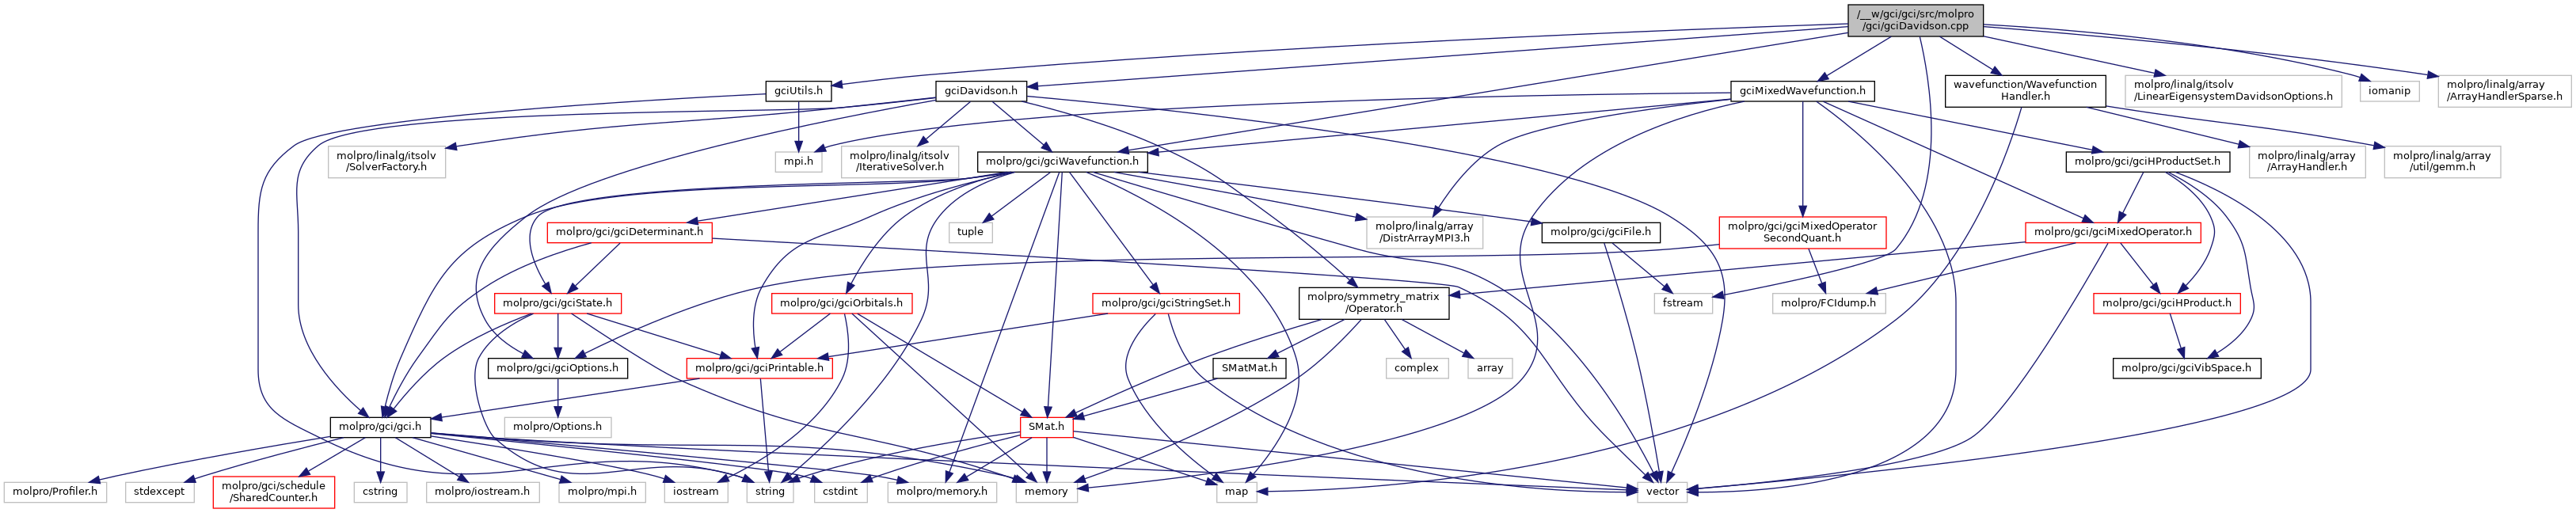 /__w/gci/gci/src/molpro
/gci/gciDavidson.cpp
gciUtils.h
gciDavidson.h
gciMixedWavefunction.h
wavefunction/Wavefunction
Handler.h
molpro/linalg/itsolv
/LinearEigensystemDavidsonOptions.h
iomanip
molpro/linalg/array
/ArrayHandlerSparse.h
molpro/linalg/itsolv
/SolverFactory.h
mpi.h
molpro/linalg/itsolv
/IterativeSolver.h
molpro/gci/gciWavefunction.h
molpro/gci/gciHProductSet.h
molpro/linalg/array
/ArrayHandler.h
molpro/linalg/array
/util/gemm.h
molpro/gci/gciDeterminant.h
tuple
molpro/linalg/array
/DistrArrayMPI3.h
molpro/gci/gciFile.h
molpro/gci/gciMixedOperator
SecondQuant.h
molpro/gci/gciMixedOperator.h
molpro/gci/gciState.h
molpro/gci/gciOrbitals.h
molpro/gci/gciStringSet.h
molpro/symmetry_matrix
/Operator.h
fstream
molpro/FCIdump.h
molpro/gci/gciHProduct.h
molpro/gci/gciOptions.h
molpro/gci/gciPrintable.h
SMatMat.h
complex
array
molpro/gci/gciVibSpace.h
molpro/gci/gci.h
molpro/Options.h
SMat.h
molpro/Profiler.h
stdexcept
molpro/gci/schedule
/SharedCounter.h
cstring
molpro/iostream.h
molpro/mpi.h
iostream
string
cstdint
molpro/memory.h
memory
map
vector